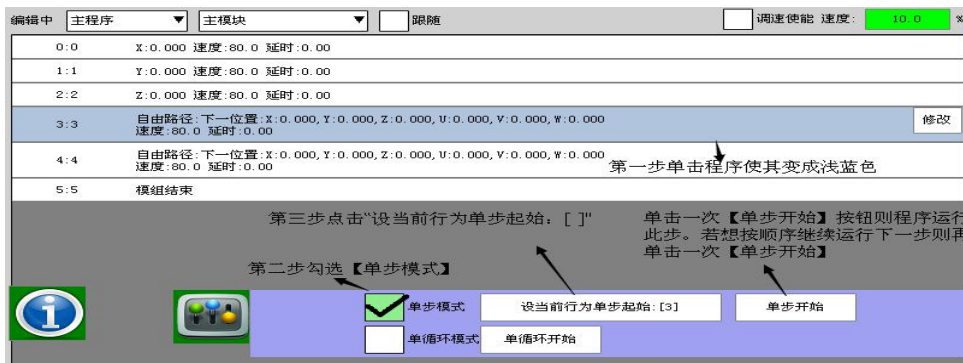 编辑中 主程序 主模块 跟随 调速使能 速度: 10.0 %
0:0 X:0.000 速度:80.0 延时:0.00
1:1 Y:0.000 速度:80.0 延时:0.00
2:2 Z:0.000 速度:80.0 延时:0.00
3:3 自由路径:下一位置:X:0.000,Y:0.000,Z:0.000,U:0.000,V:0.000,W:0.000
速度:80.0 延时:0.00
修改
4:4 自由路径:下一位置:X:0.000,Y:0.000,Z:0.000,U:0.000,V:0.000,W:0.000
速度:80.0 延时:0.00
第一步单击程序使其变成浅蓝色
5:5 模组结束
第三步点击“设当前行为单步起始：[ ]"
单击一次【单步开始】按钮则程序运行
此步。若想按顺序继续运行下一步则再
单击一次【单步开始】
第二步勾选【单步模式】
单步模式 设当前行为单步起始:[3] 单步开始
单循环模式 单循环开始